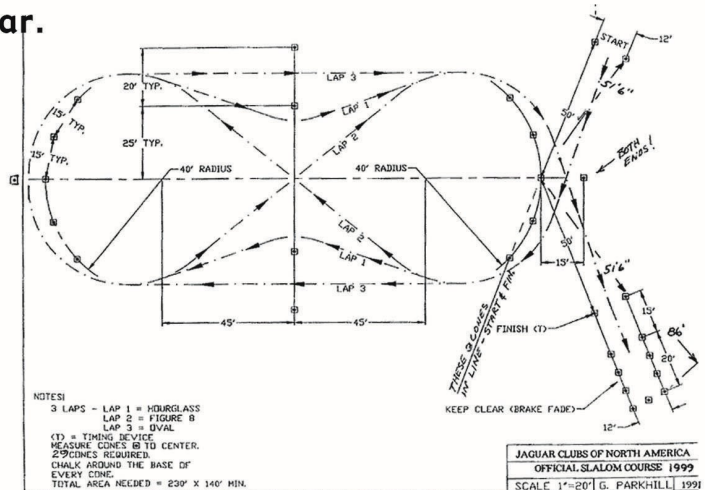 ar.
START
12'
20' TYP.
LAP 3
51'6"
15' TYP.
LAP 1
50'
25' TYP.
LAP 2
15' TYP.
BOTH
ENDS!
40' RADIUS
40' RADIUS
LAP 2
50'
15'
LAP 1
51'6"
LAP 3
45'
45'
15'
86'
THESE 3 CONES
IN LINE - START & FIN.
FINISH (T)
20'
KEEP CLEAR (BRAKE FADE)
12'
NOTES:
3 LAPS - LAP 1 = HOURGLASS
LAP 2 = FIGURE 8
LAP 3 = OVAL
(T) = TIMING DEVICE
MEASURE CONES TO CENTER.
29 CONES REQUIRED.
CHALK AROUND THE BASE OF
EVERY CONE.
TOTAL AREA NEEDED = 230' X 140' MIN.
JAGUAR CLUBS OF NORTH AMERICA
OFFICIAL SLALOM COURSE 1999
SCALE 1"=20' G. PARKHILL 1991